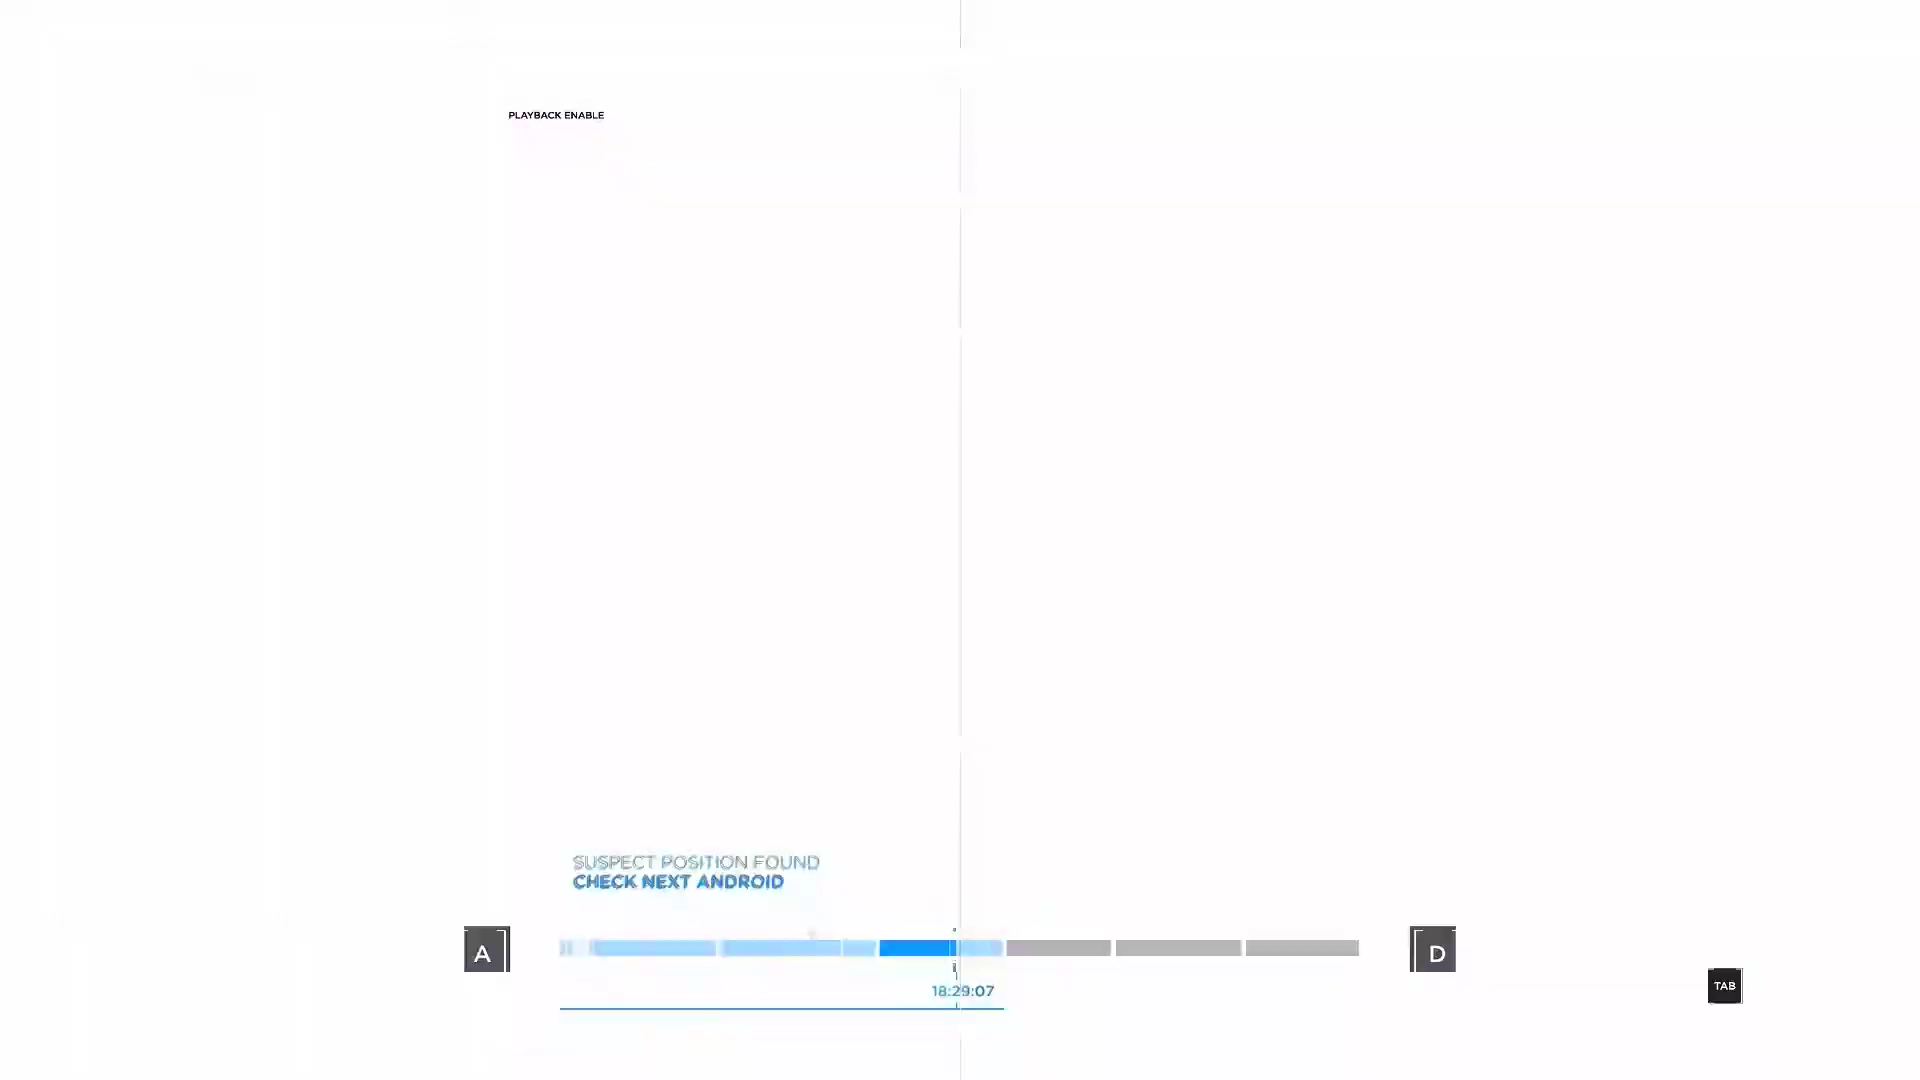 PLAYBACK ENABLE
SUSPECT POSITION FOUND
CHECK NEXT ANDROID
A
D
18:29:07
TAB